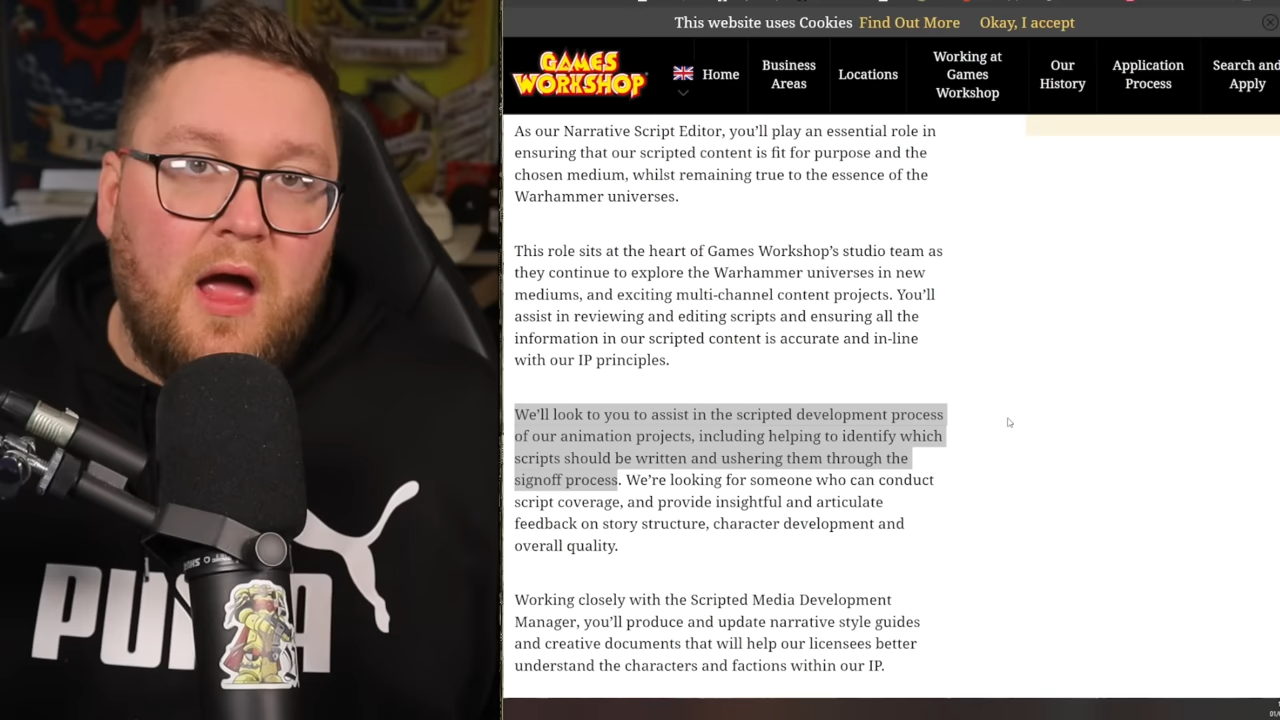 This website uses Cookies Find Out More Okay, I accept
GAMES WORKSHOP
Home
Business Areas
Locations
Working at Games Workshop
Our History
Application Process
Search and Apply
As our Narrative Script Editor, you’ll play an essential role in
ensuring that our scripted content is fit for purpose and the
chosen medium, whilst remaining true to the essence of the
Warhammer universes.
This role sits at the heart of Games Workshop’s studio team as
they continue to explore the Warhammer universes in new
mediums, and exciting multi-channel content projects. You’ll
assist in reviewing and editing scripts and ensuring all the
information in our scripted content is accurate and in-line
with our IP principles.
We’ll look to you to assist in the scripted development process
of our animation projects, including helping to identify which
scripts should be written and ushering them through the
signoff process. We’re looking for someone who can conduct
script coverage, and provide insightful and articulate
feedback on story structure, character development and
overall quality.
Working closely with the Scripted Media Development
Manager, you’ll produce and update narrative style guides
and creative documents that will help our licensees better
understand the characters and factions within our IP.